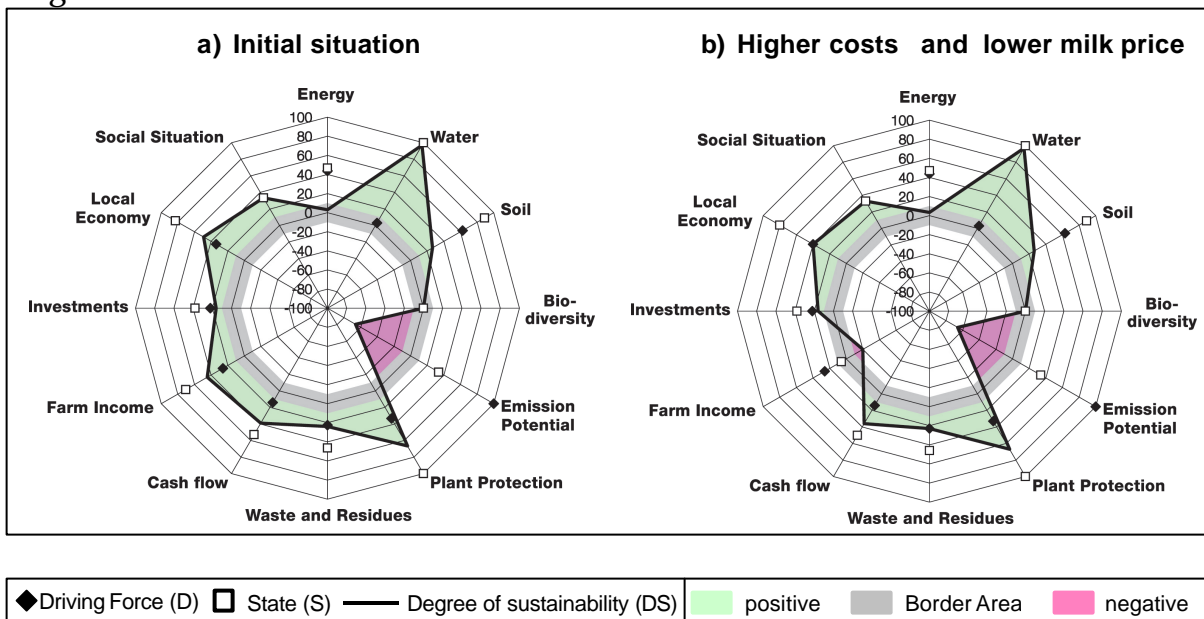 a) Initial situation
Energy
100
80
60
40
20
0
-20
-40
-60
-80
-100
Water
Soil
Bio-
diversity
Emission
Potential
Plant Protection
Waste and Residues
Cash flow
Farm Income
Investments
Local
Economy
Social Situation
b) Higher costs and lower milk price
Energy
100
80
60
40
20
0
-20
-40
-60
-80
-100
Water
Soil
Bio-
diversity
Emission
Potential
Plant Protection
Waste and Residues
Cash flow
Farm Income
Investments
Local
Economy
Social Situation
Driving Force (D) State (S) Degree of sustainability (DS) positive Border Area negative